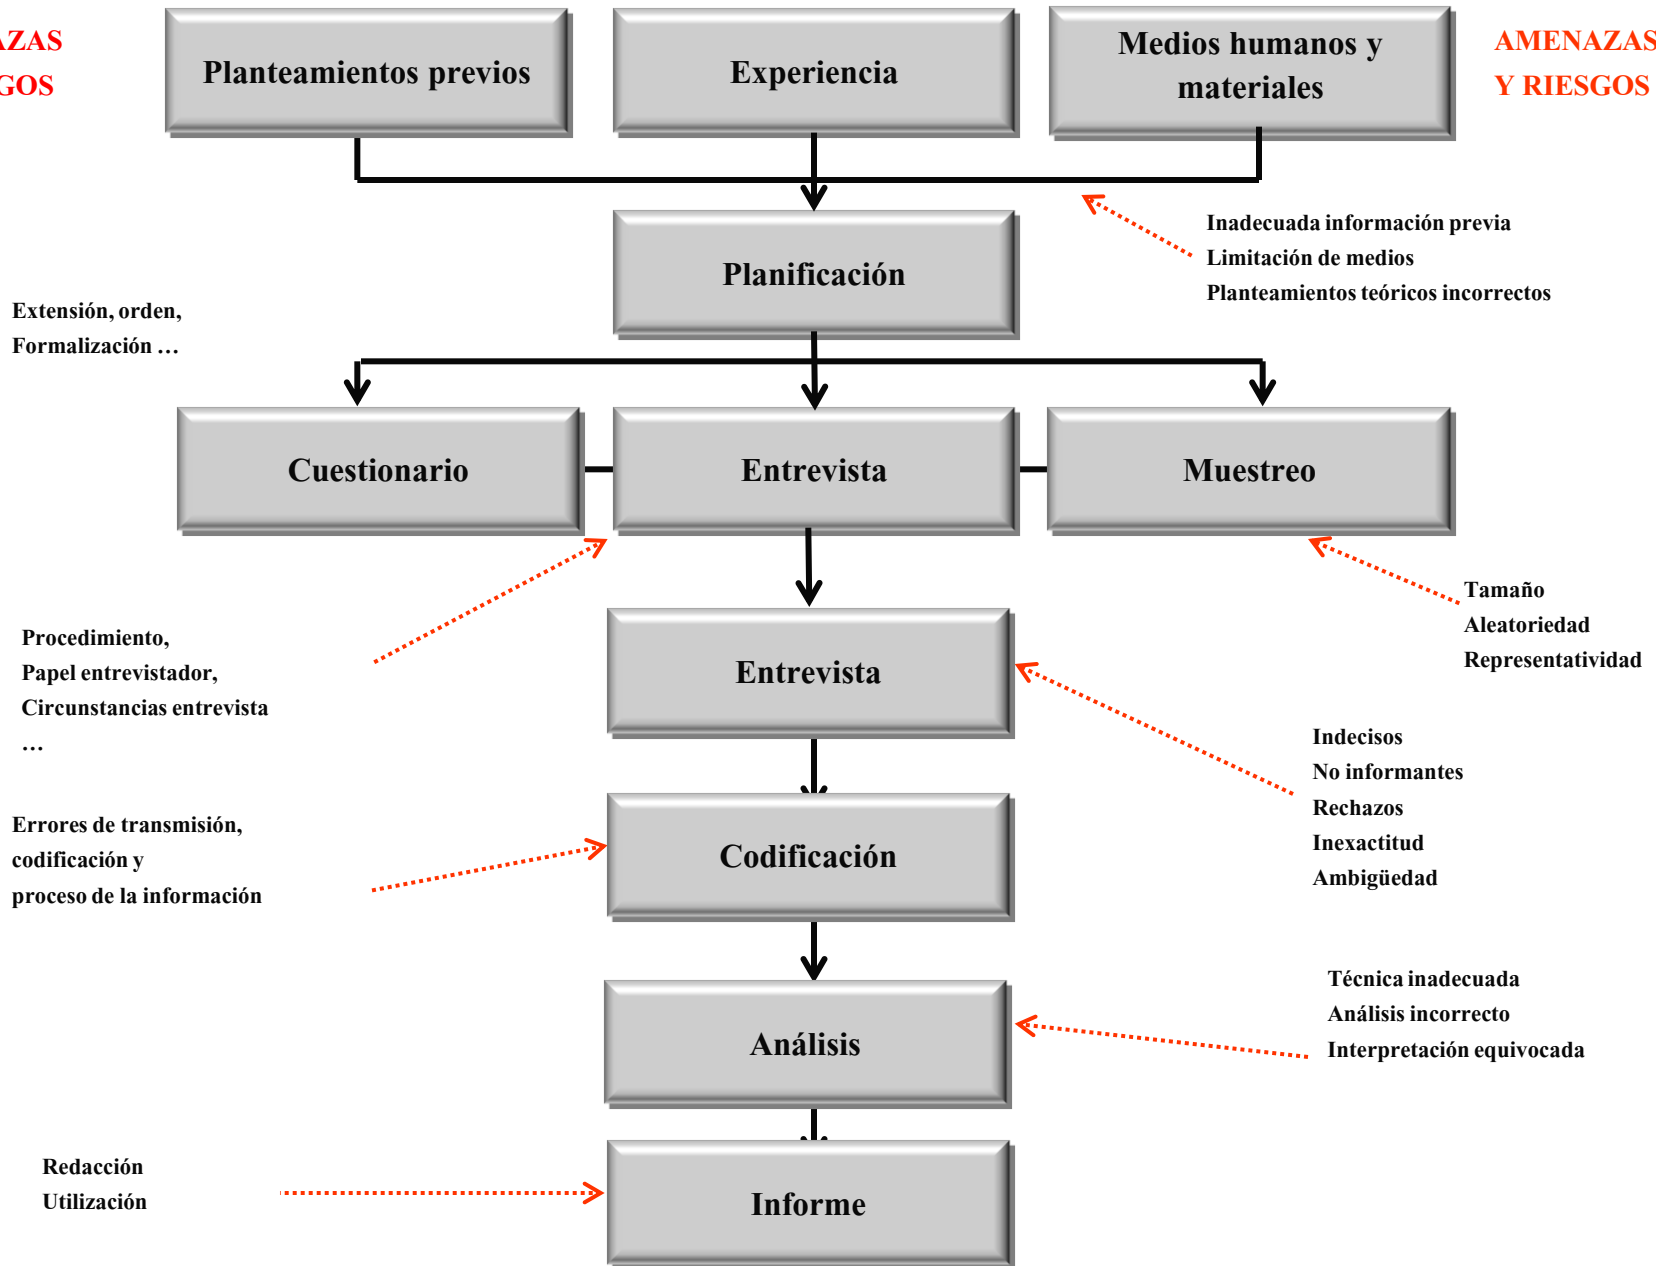 AZAS
GOS
Planteamientos previos
Experiencia
Medios humanos y
materiales
AMENAZAS
Y RIESGOS
Inadecuada información previa
Limitación de medios
Planteamientos teóricos incorrectos
Planificación
Extensión, orden,
Formalización …
Cuestionario
Entrevista
Muestreo
Tamaño
Aleatoriedad
Representatividad
Procedimiento,
Papel entrevistador,
Circunstancias entrevista
…
Entrevista
Indecisos
No informantes
Rechazos
Inexactitud
Ambigüedad
Errores de transmisión,
codificación y
proceso de la información
Codificación
Técnica inadecuada
Análisis incorrecto
Interpretación equivocada
Análisis
Redacción
Utilización
Informe